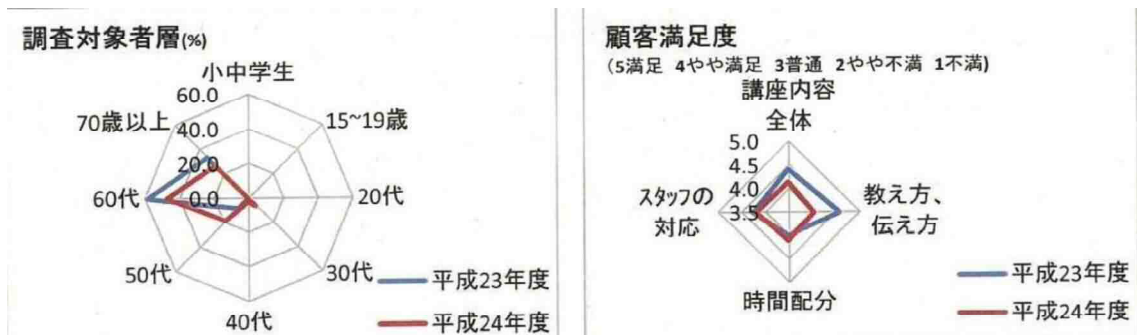 調査対象者層(%)
小中学生
60.0
40.0
20.0
0.0
15~19歳
20代
30代
40代
50代
60代
70歳以上
平成23年度
平成24年度
顧客満足度
(5満足 4やや満足 3普通 2やや不満 1不満)
講座内容
全体
5.0
4.5
4.0
3.5
教え方、
伝え方
時間配分
スタッフの
対応
平成23年度
平成24年度